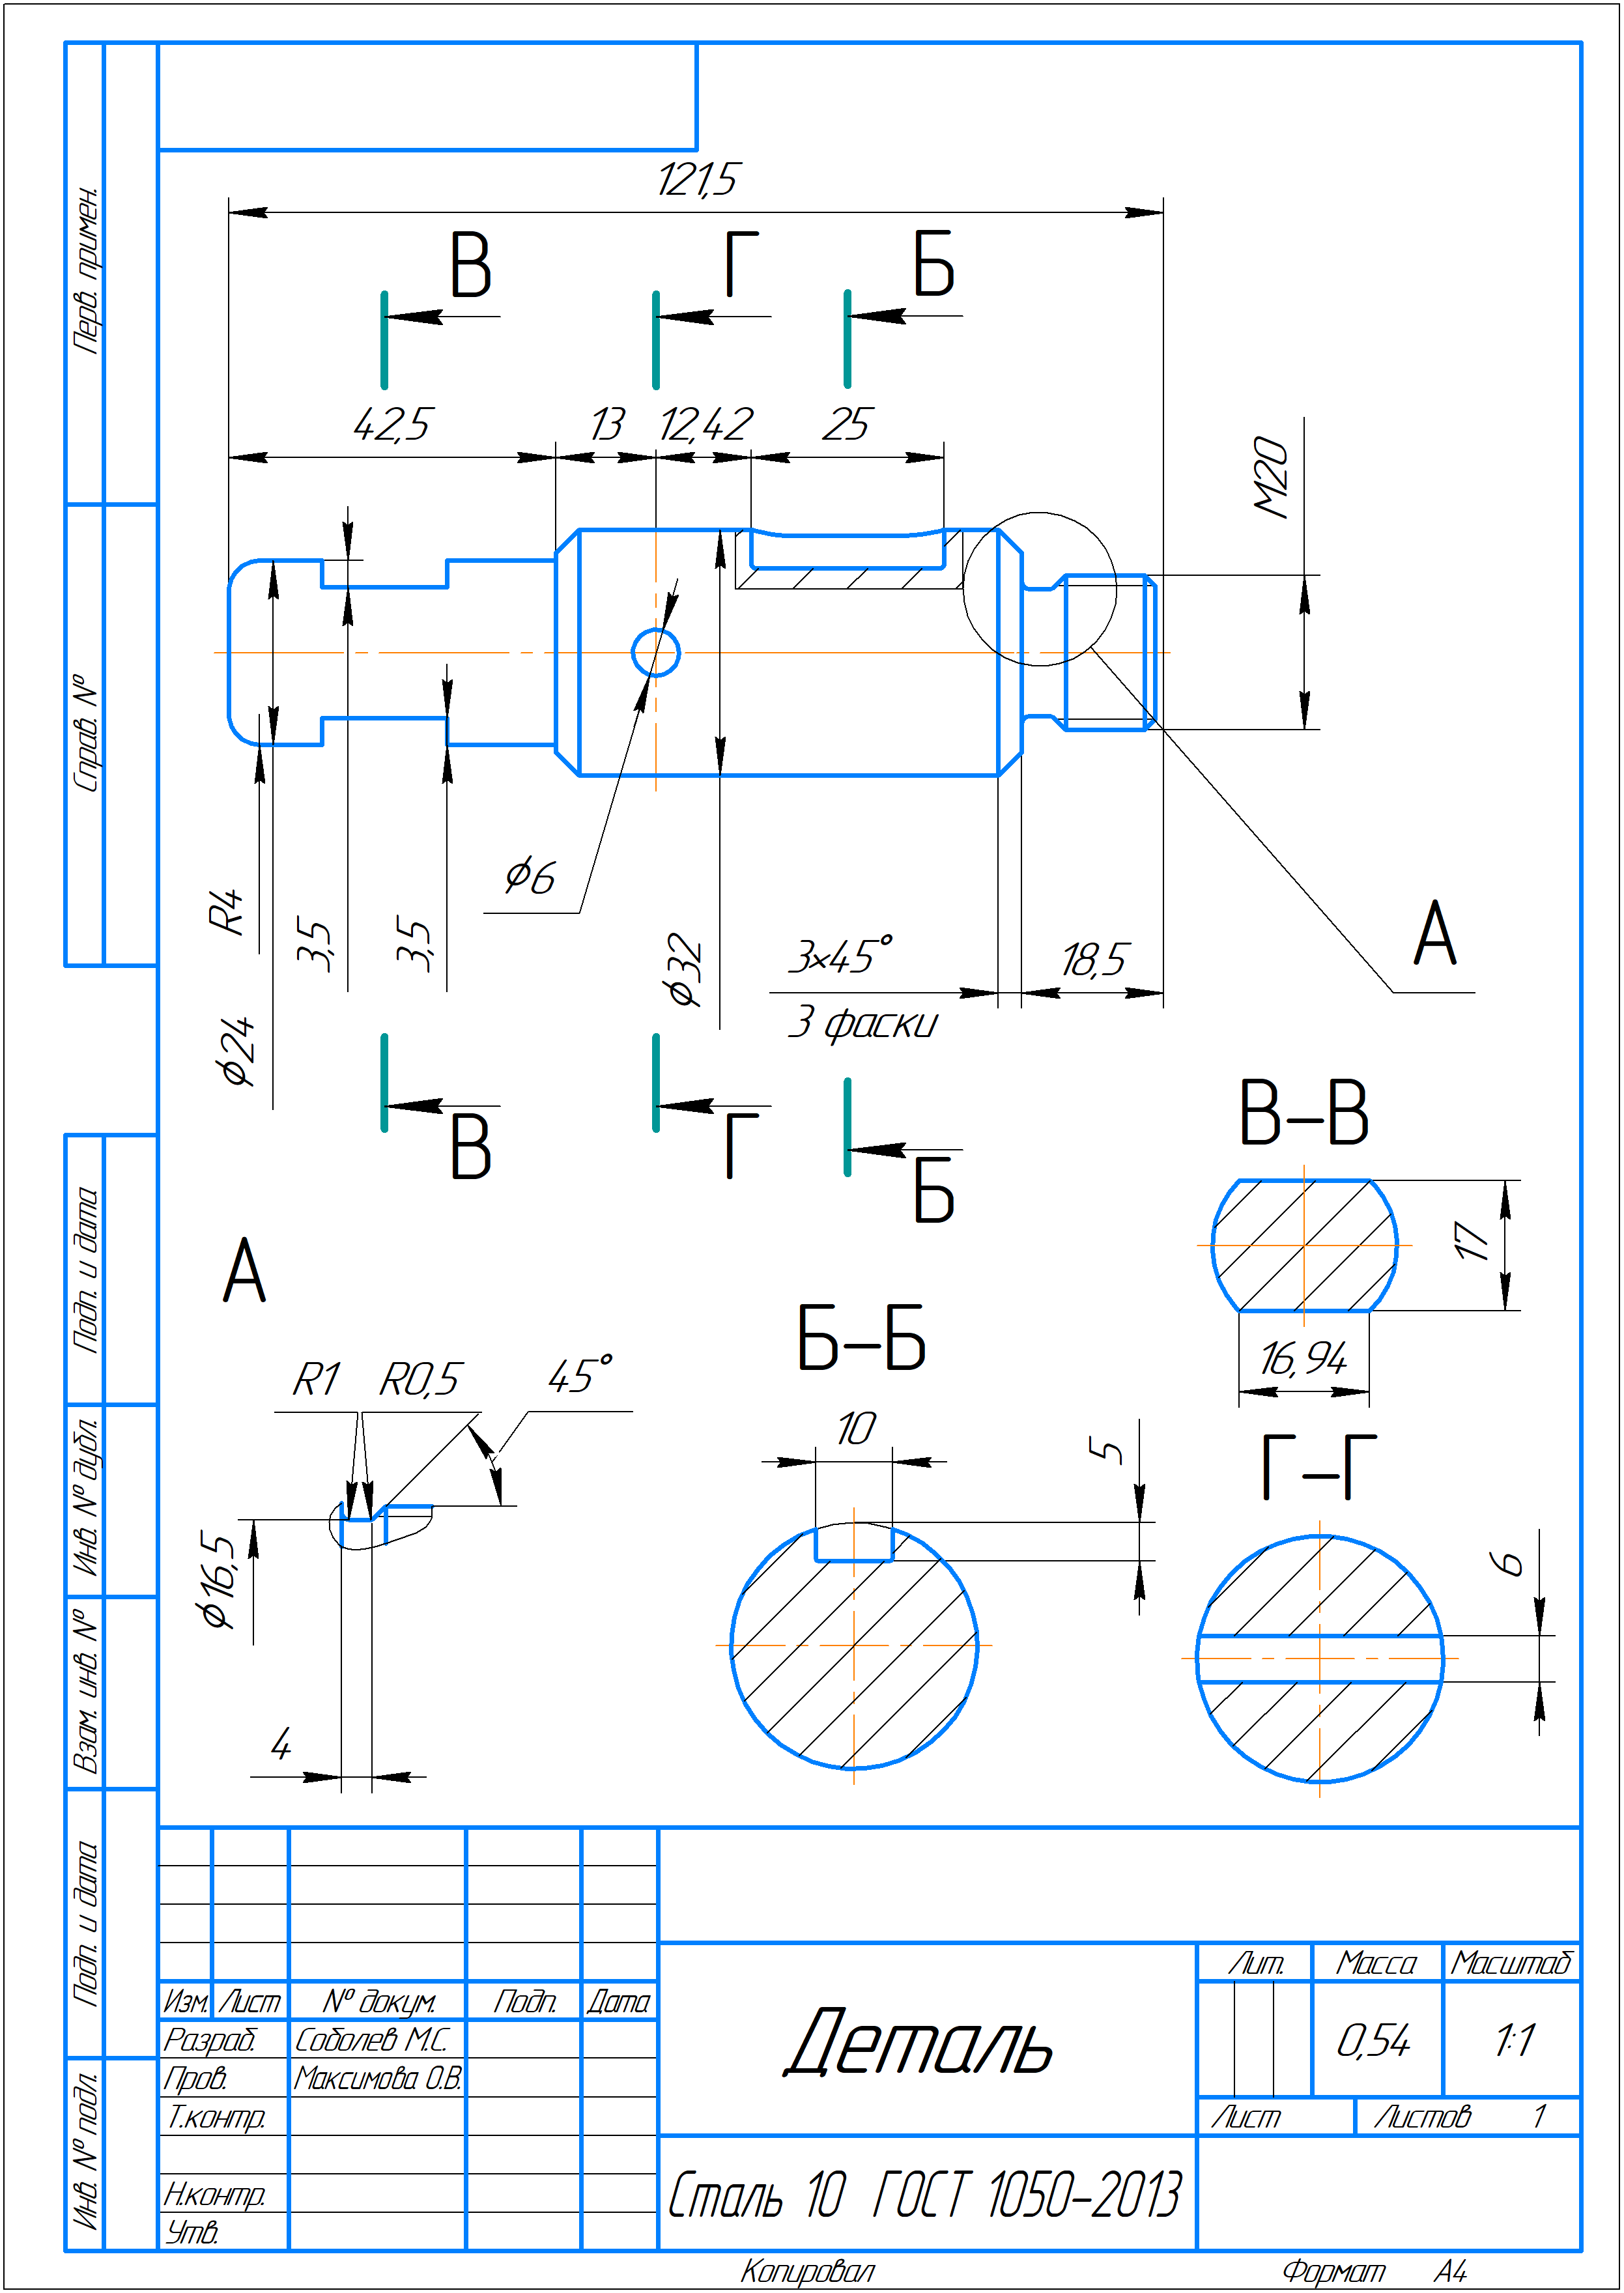 121,5
В
Г
Б
42,5
13
12,42
25
М20
ϕ6
R4
3,5
3,5
ϕ24
ϕ32
3×45°
3 фаски
18,5
А
В
Г
Б
В–В
17
16,94
А
R1
R0,5
45°
ϕ16,5
4
Б–Б
10
5
Г–Г
6
Перв. примен.
Справ. №
Подп. и дата
Инв. № дубл.
Взам. инв. №
Подп. и дата
Инв. № подл.
Изм. Лист № докум. Подп. Дата
Разраб. Соболев М.С.
Пров. Максимова О.В.
Т.контр.
Н.контр.
Утв.
Деталь
Сталь 10 ГОСТ 1050-2013
Лит. Масса Масштаб
0,54 1:1
Лист Листов 1
Копировал Формат А4